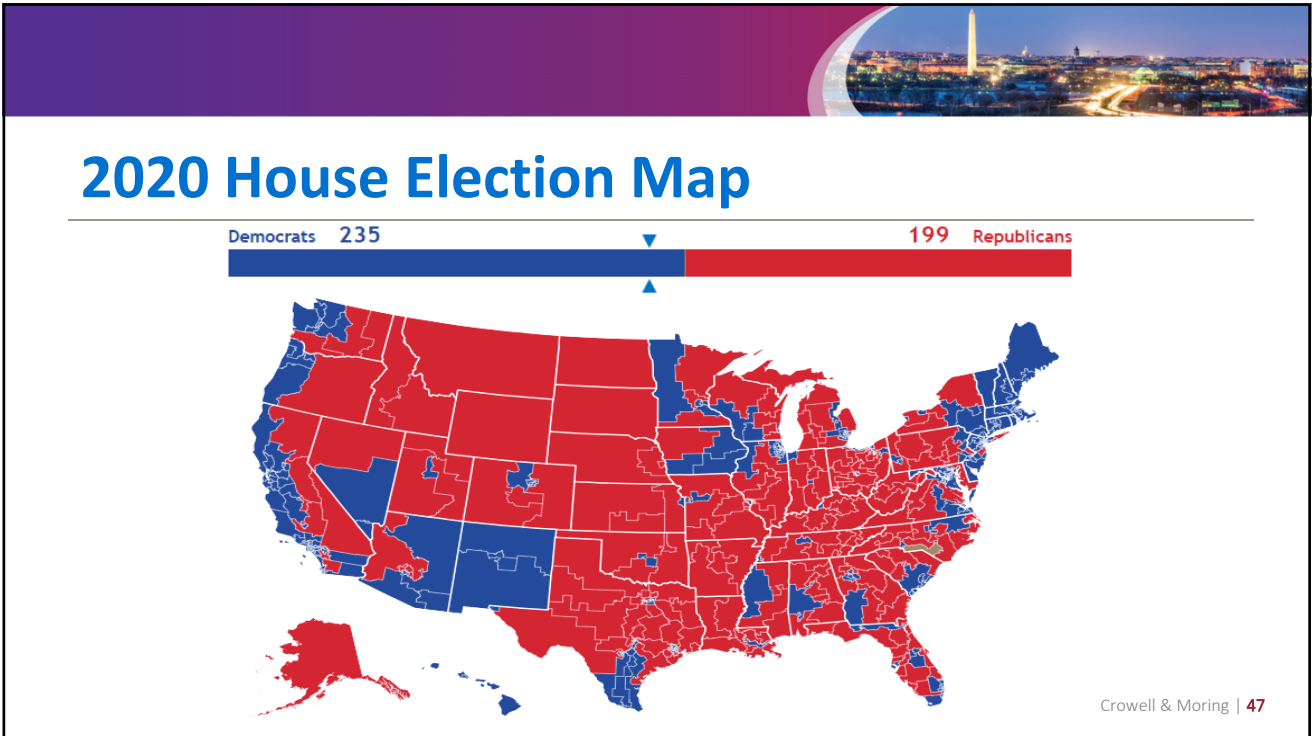 2020 House Election Map
Democrats 235 199 Republicans
Crowell & Moring | 47